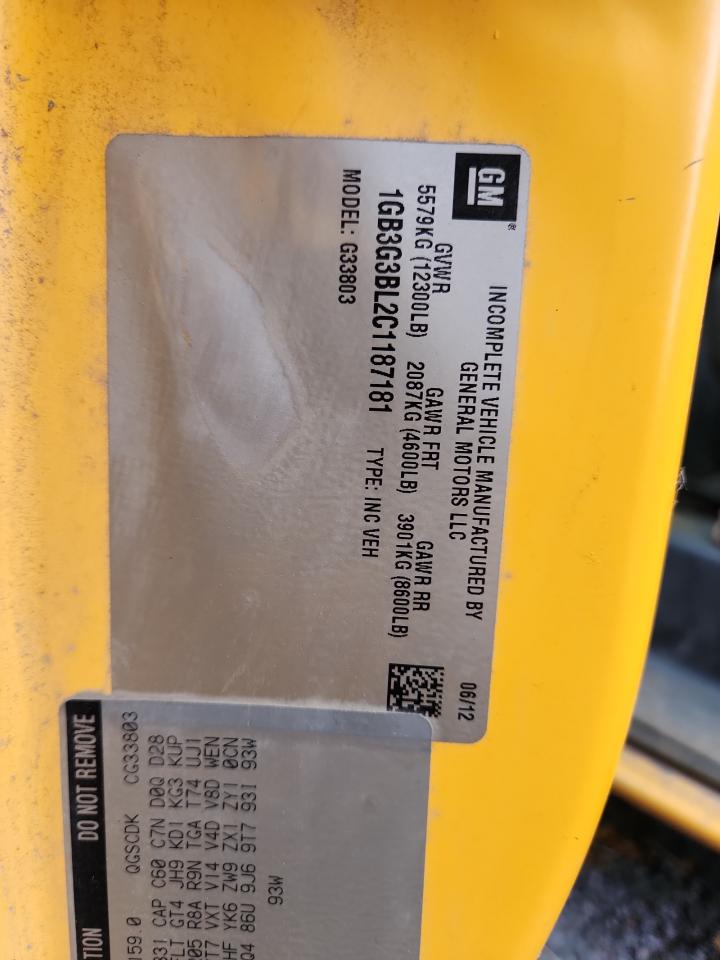 GM®
INCOMPLETE VEHICLE MANUFACTURED BY
GENERAL MOTORS LLC
06/12
GVWR GAWR FRT GAWR RR
5579KG (12300LB) 2087KG (4600LB) 3901KG (8600LB)
1GB3G3BL2C1187181 TYPE: INC VEH
MODEL: G33803
DO NOT REMOVE
159.0 QGSCDK CG33803
CAP C60 C7N D0Q D28
FLT GT4 JH9 KD1 KG3 KUP
R8A R9N TGA T74 UJ1
VXT V14 V4D V8D WEN
YK6 ZW9 ZX1 ZY1 0CN
86U 9J6 9T7 93I 93W
93W